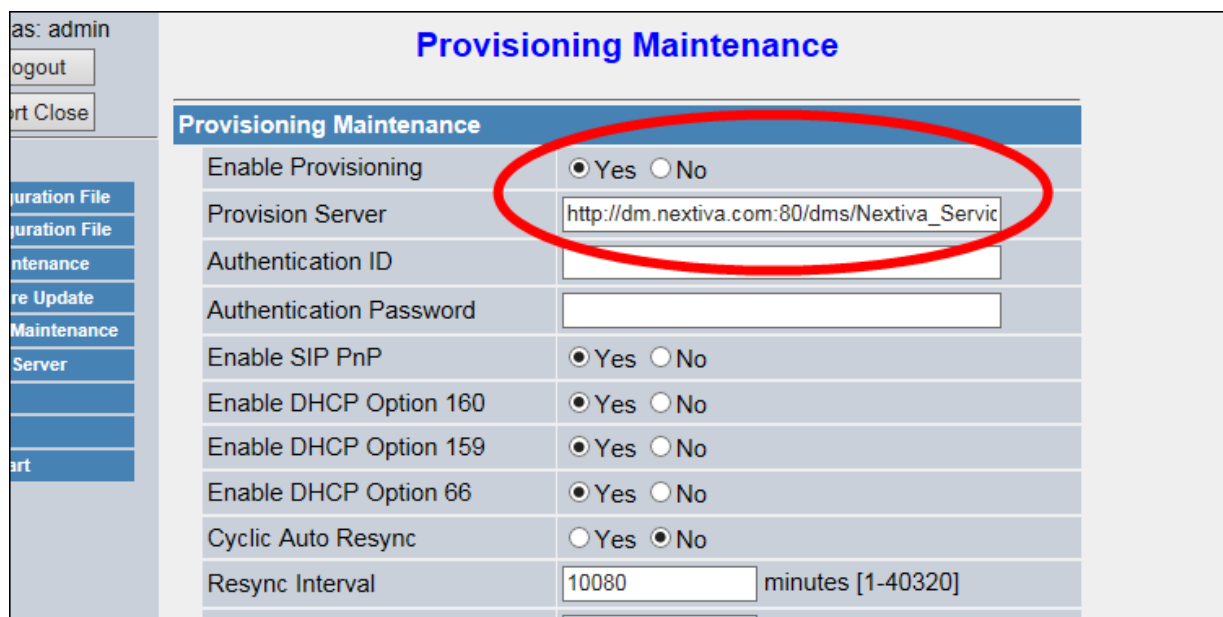 as: admin
ogout
ort Close
uration File
uration File
ntenance
re Update
Maintenance
Server
art
Provisioning Maintenance
Provisioning Maintenance
Enable Provisioning Yes No
Provision Server http://dm.nextiva.com:80/dms/Nextiva_Servic
Authentication ID
Authentication Password
Enable SIP PnP Yes No
Enable DHCP Option 160 Yes No
Enable DHCP Option 159 Yes No
Enable DHCP Option 66 Yes No
Cyclic Auto Resync Yes No
Resync Interval 10080 minutes [1-40320]